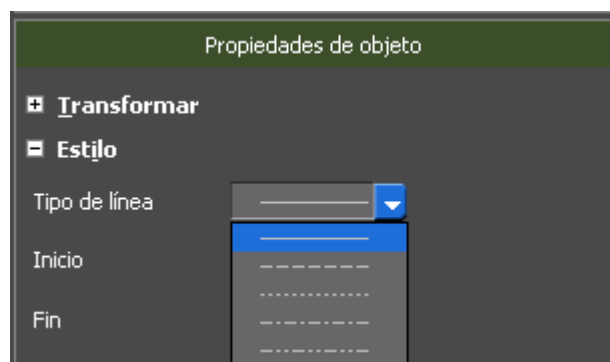 Propiedades de objeto
Transformar
Estilo
Tipo de línea
Inicio
Fin